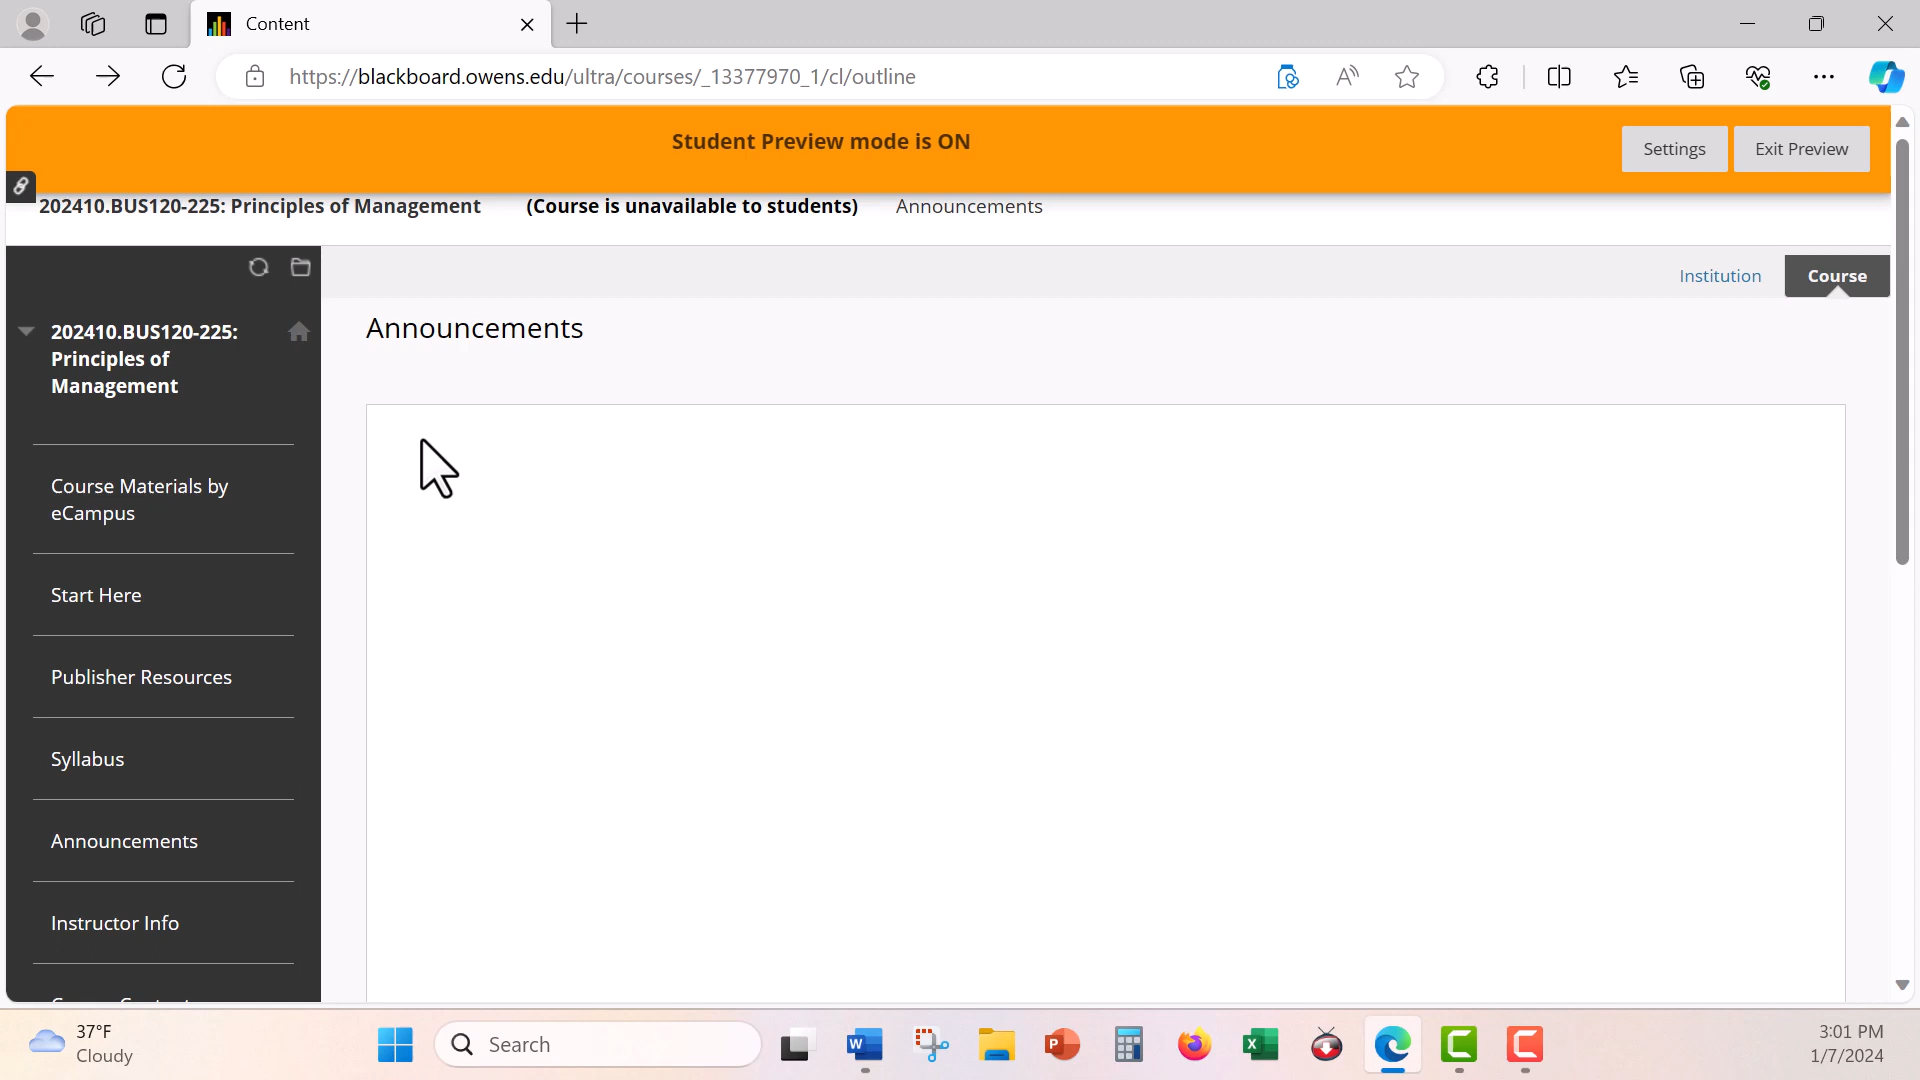 Content
https://blackboard.owens.edu/ultra/courses/_13377970_1/cl/outline
Student Preview mode is ON
Settings
Exit Preview
202410.BUS120-225: Principles of Management
(Course is unavailable to students)
Announcements
Institution
Course
202410.BUS120-225:
Principles of
Management
Announcements
Course Materials by
eCampus
Start Here
Publisher Resources
Syllabus
Announcements
Instructor Info
37°F
Cloudy
Search
3:01 PM
1/7/2024